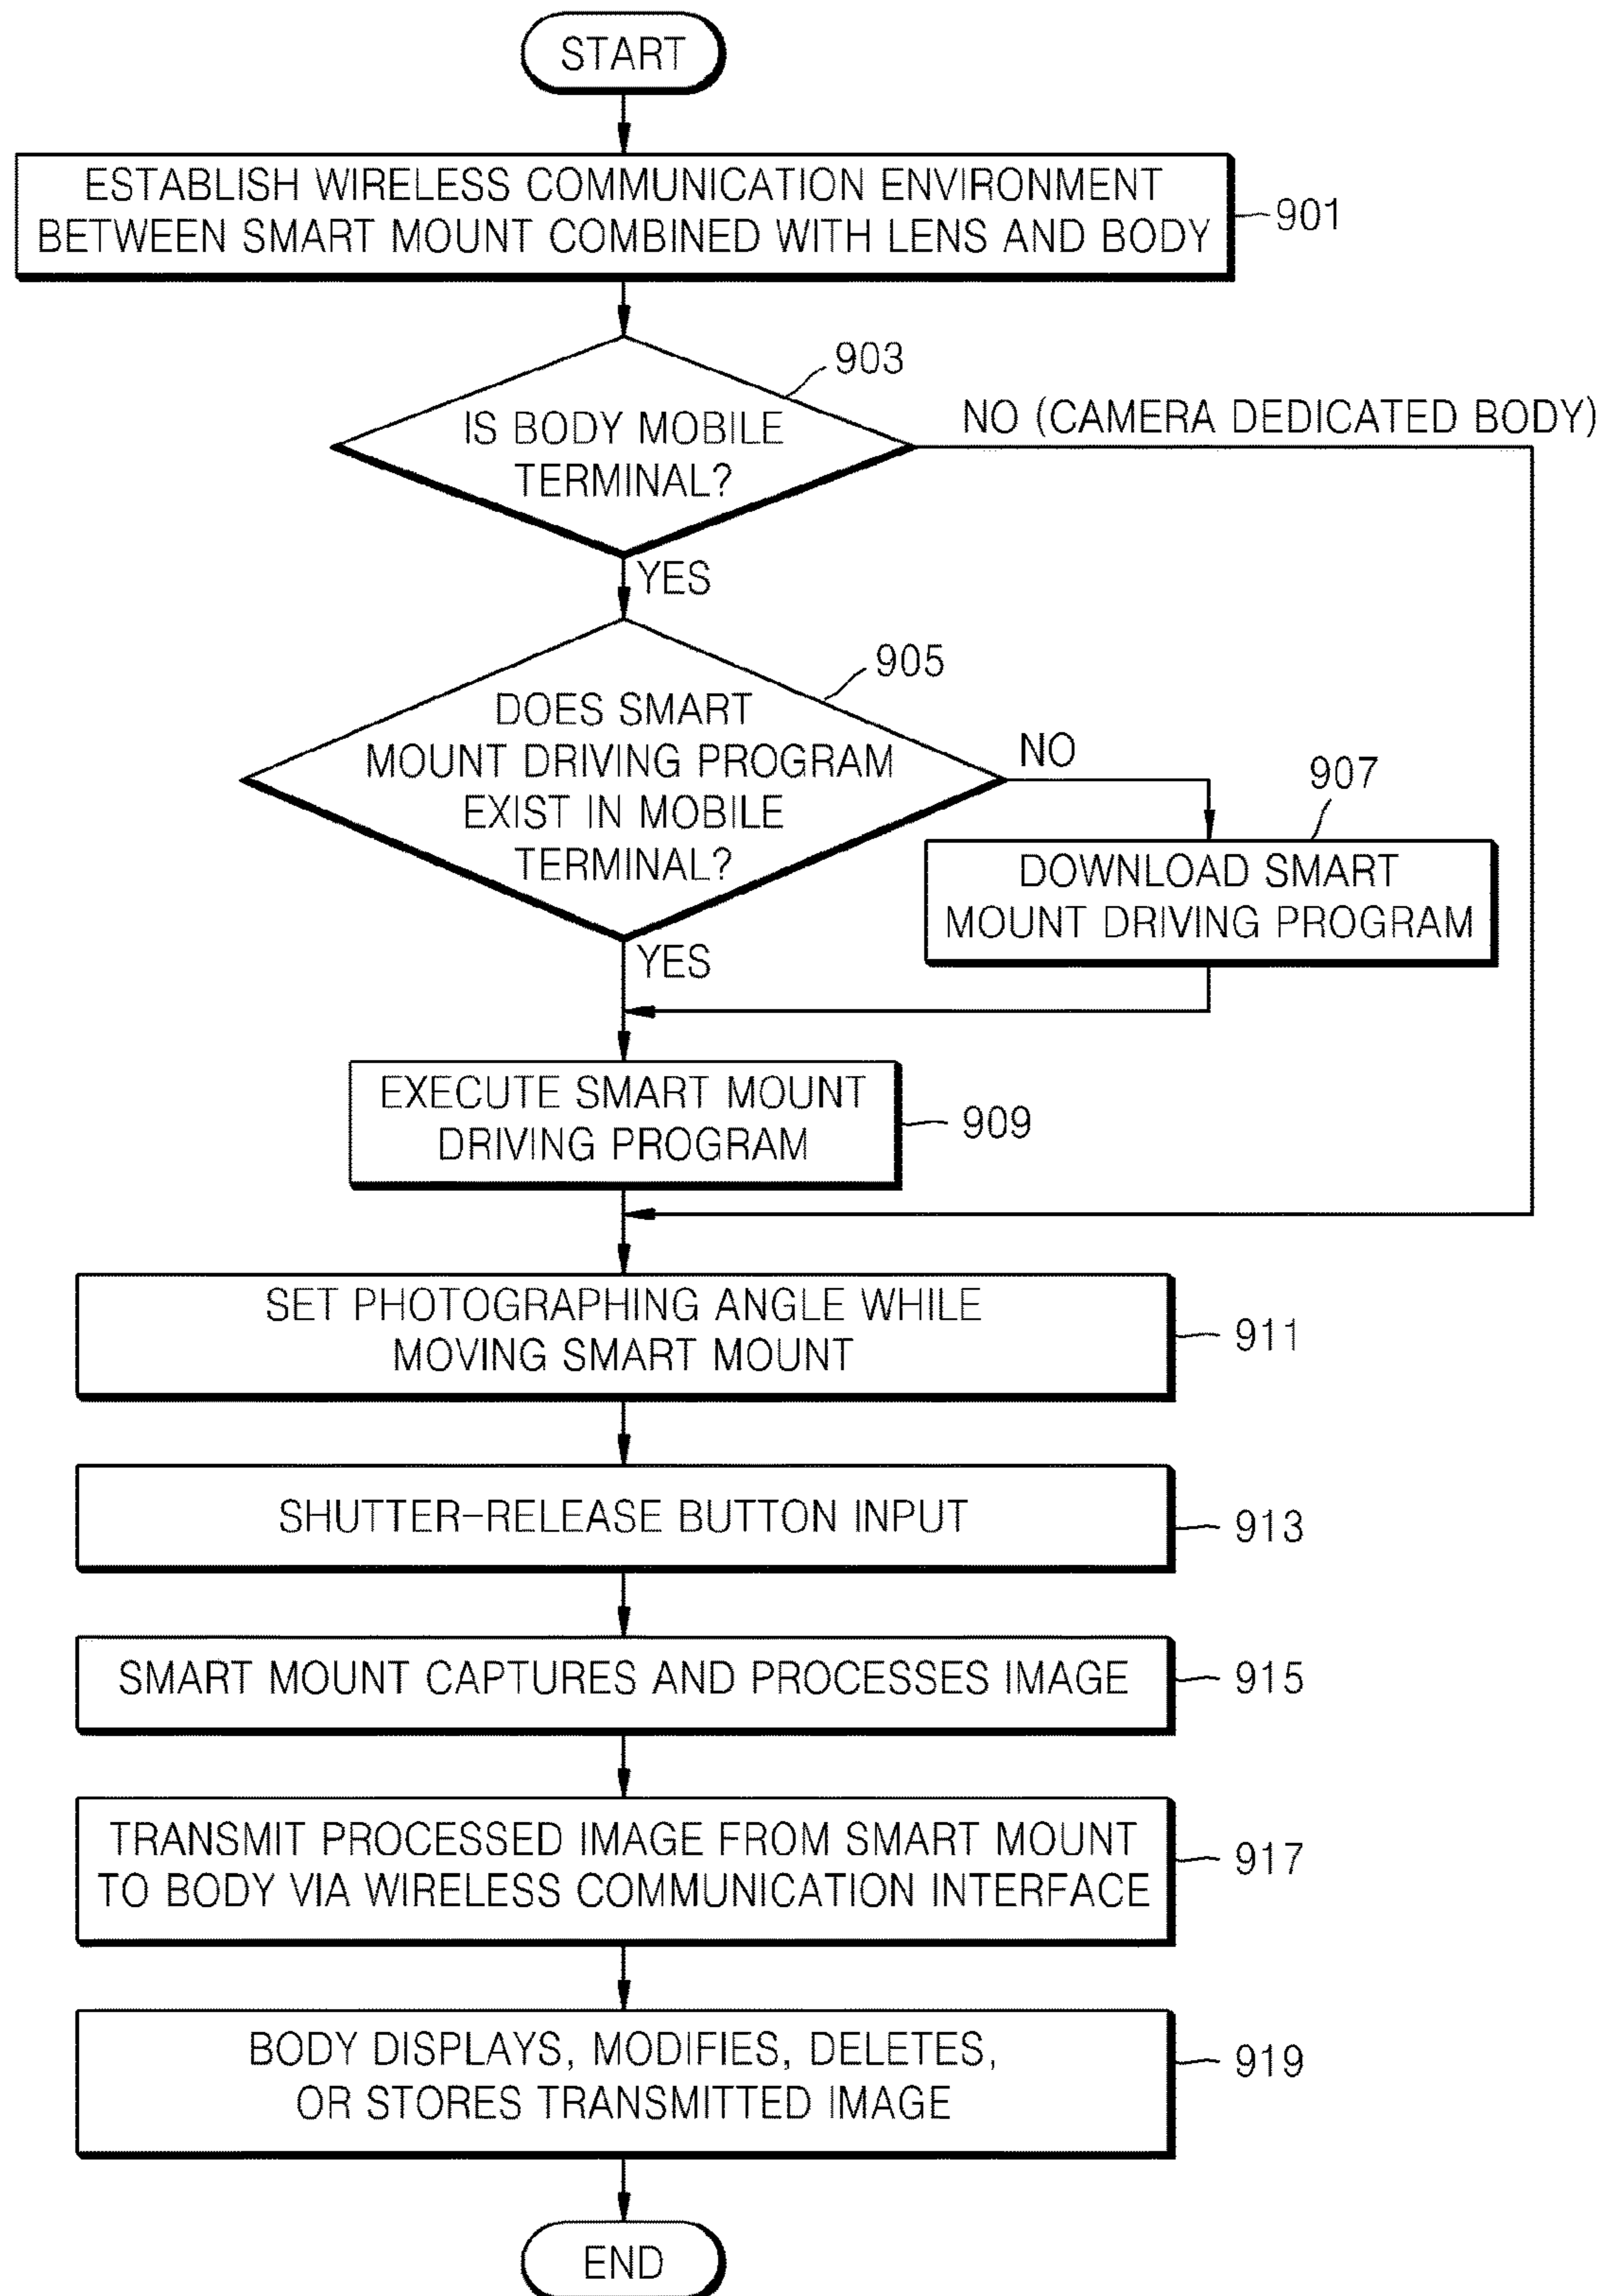 START
ESTABLISH WIRELESS COMMUNICATION ENVIRONMENT
BETWEEN SMART MOUNT COMBINED WITH LENS AND BODY
901
903
IS BODY MOBILE
TERMINAL?
NO (CAMERA DEDICATED BODY)
YES
905
DOES SMART
MOUNT DRIVING PROGRAM
EXIST IN MOBILE
TERMINAL?
NO
907
DOWNLOAD SMART
MOUNT DRIVING PROGRAM
YES
EXECUTE SMART MOUNT
DRIVING PROGRAM
909
SET PHOTOGRAPHING ANGLE WHILE
MOVING SMART MOUNT
911
SHUTTER-RELEASE BUTTON INPUT
913
SMART MOUNT CAPTURES AND PROCESSES IMAGE
915
TRANSMIT PROCESSED IMAGE FROM SMART MOUNT
TO BODY VIA WIRELESS COMMUNICATION INTERFACE
917
BODY DISPLAYS, MODIFIES, DELETES,
OR STORES TRANSMITTED IMAGE
919
END